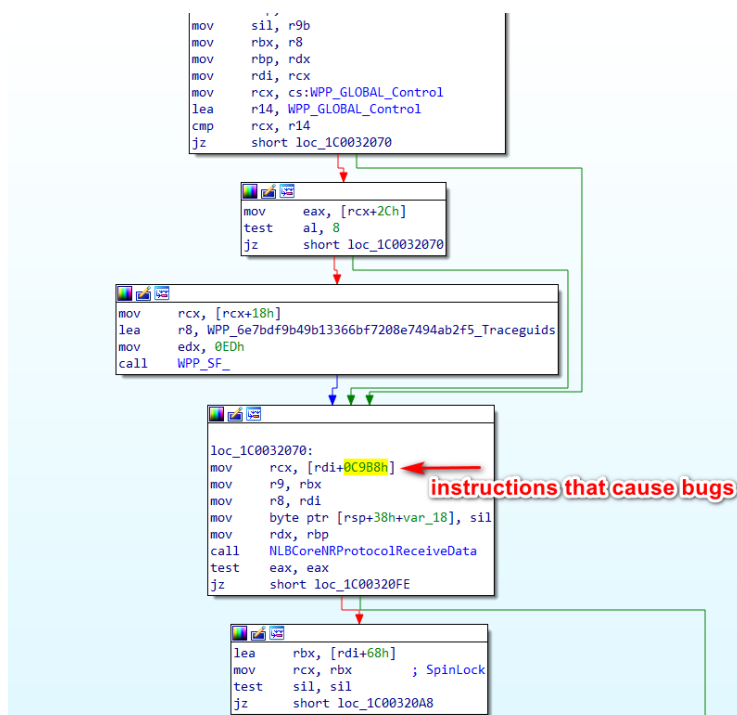 mov sil, r9b
mov rbx, r8
mov rbp, rdx
mov rdi, rcx
mov rcx, cs:WPP_GLOBAL_Control
lea r14, WPP_GLOBAL_Control
cmp rcx, r14
jz short loc_1C0032070
mov eax, [rcx+2Ch]
test al, 8
jz short loc_1C0032070
mov rcx, [rcx+18h]
lea r8, WPP_6e7bdf9b49b13366bf7208e7494ab2f5_Traceguids
mov edx, 0EDh
call WPP_SF_
loc_1C0032070:
mov rcx, [rdi+0C9B8h]
instructions that cause bugs
mov r9, rbx
mov r8, rdi
mov byte ptr [rsp+38h+var_18], sil
mov rdx, rbp
call NLBCoreNRProtocolReceiveData
test eax, eax
jz short loc_1C00320FE
lea rbx, [rdi+68h]
mov rcx, rbx ; SpinLock
test sil, sil
jz short loc_1C00320A8